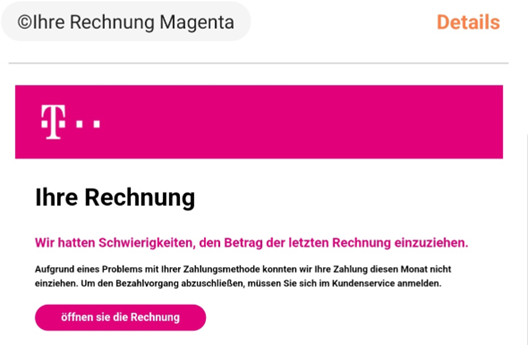 ©Ihre Rechnung Magenta
Details
T
Ihre Rechnung
Wir hatten Schwierigkeiten, den Betrag der letzten Rechnung einzuziehen.
Aufgrund eines Problems mit Ihrer Zahlungsmethode konnten wir Ihre Zahlung diesen Monat nicht
einziehen. Um den Bezahlvorgang abzuschließen, müssen Sie sich im Kundenservice anmelden.
öffnen sie die Rechnung